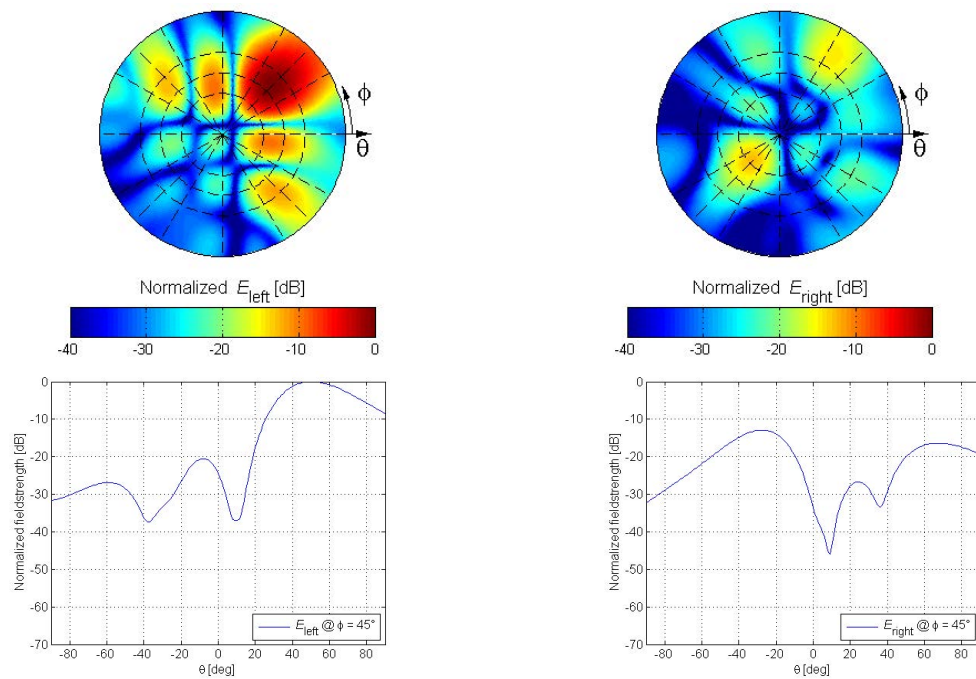 ϕ
θ
Normalized E_left [dB]
-40 -30 -20 -10 0
ϕ
θ
Normalized E_right [dB]
-40 -30 -20 -10 0
Normalized fieldstrength [dB]
0
-10
-20
-30
-40
-50
-60
-70
-80 -60 -40 -20 0 20 40 60 80
θ [deg]
E_left @ ϕ = 45°
Normalized fieldstrength [dB]
0
-10
-20
-30
-40
-50
-60
-70
-80 -60 -40 -20 0 20 40 60 80
θ [deg]
E_right @ ϕ = 45°